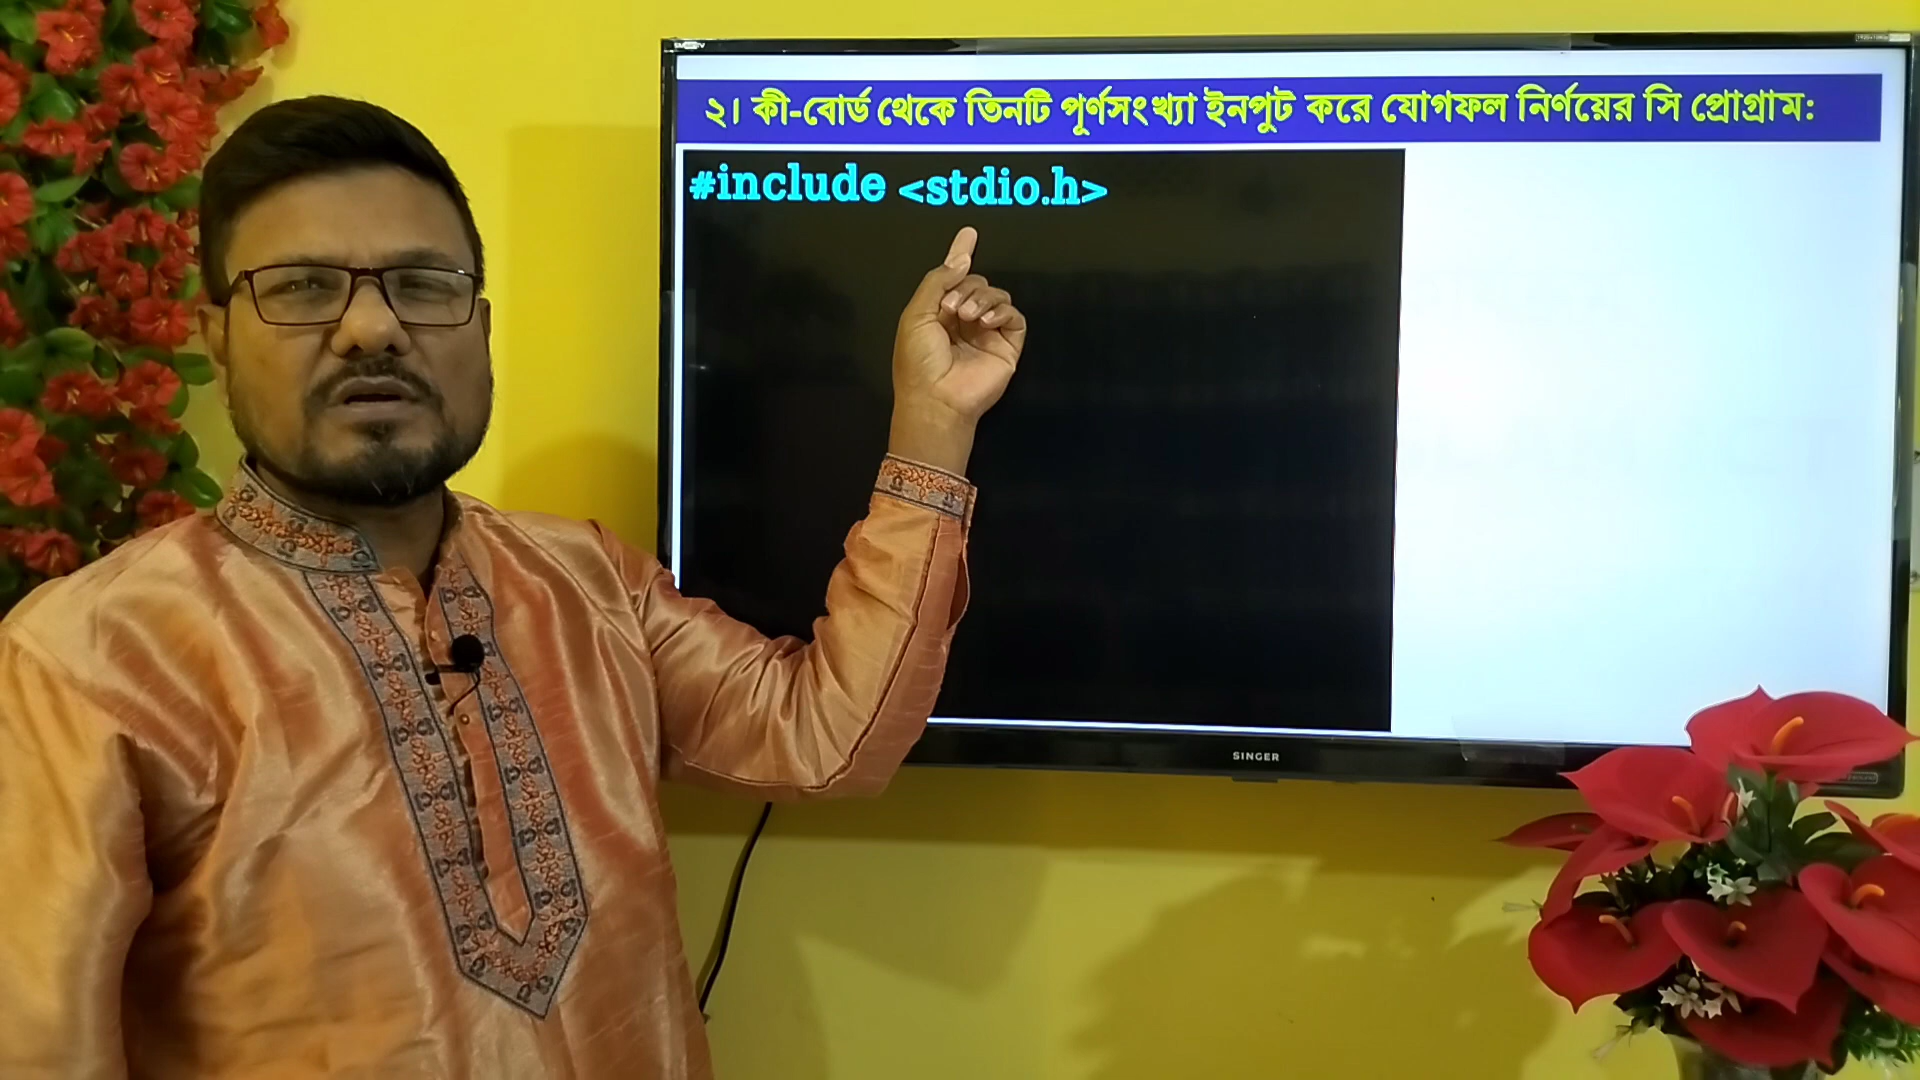 ২। কী-বোর্ড থেকে তিনটি পূর্ণসংখ্যা ইনপুট করে যোগফল নির্ণয়ের সি প্রোগ্রাম:
#include <stdio.h>
SINGER